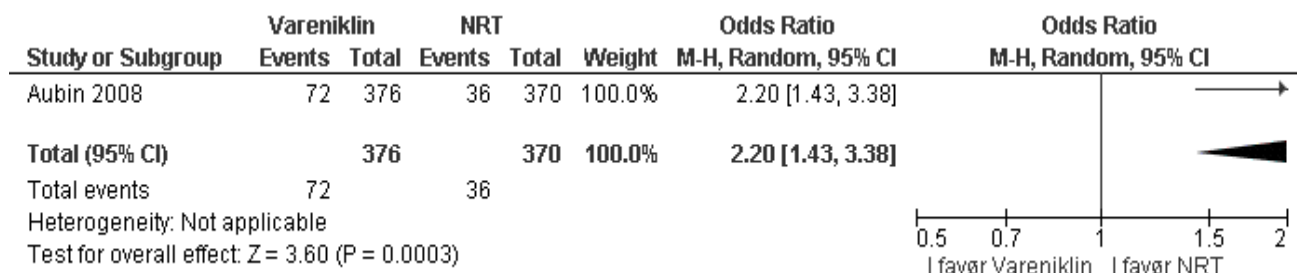 Vareniklin NRT Odds Ratio Odds Ratio
Study or Subgroup Events Total Events Total Weight M-H, Random, 95% CI M-H, Random, 95% CI
Aubin 2008 72 376 36 370 100.0% 2.20 [1.43, 3.38]
Total (95% CI) 376 370 100.0% 2.20 [1.43, 3.38]
Total events 72 36
Heterogeneity: Not applicable
Test for overall effect: Z = 3.60 (P = 0.0003)
0.5 0.7 1 1.5 2
I favør Vareniklin I favør NRT